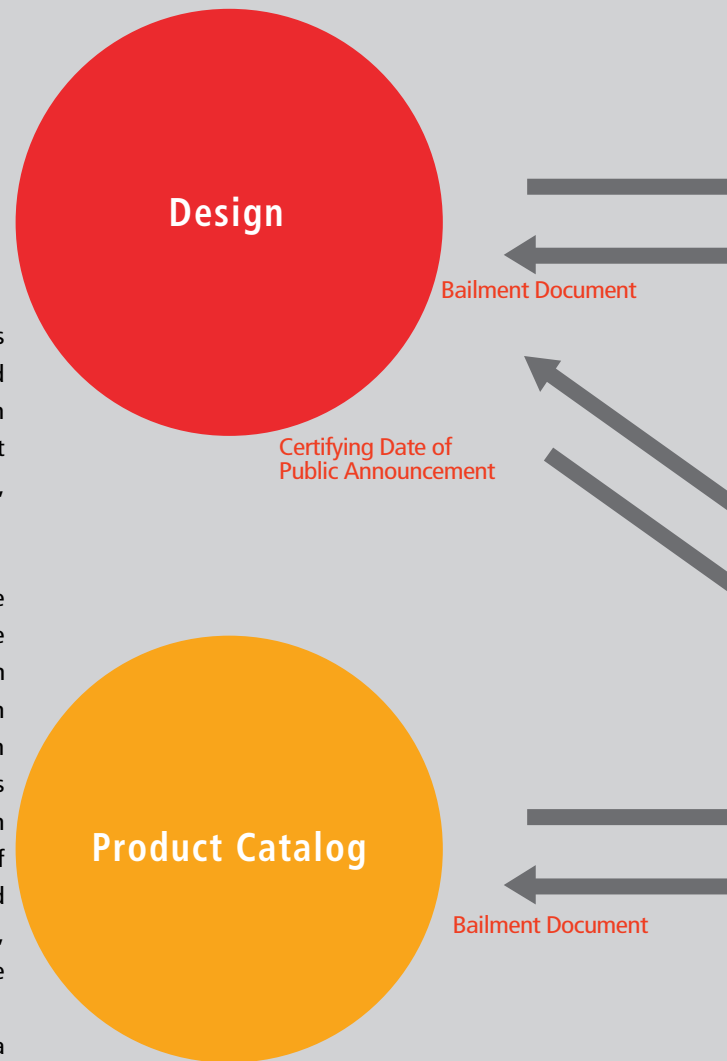 Design
Bailment Document
Certifying Date of
Public Announcement
Product Catalog
Bailment Document